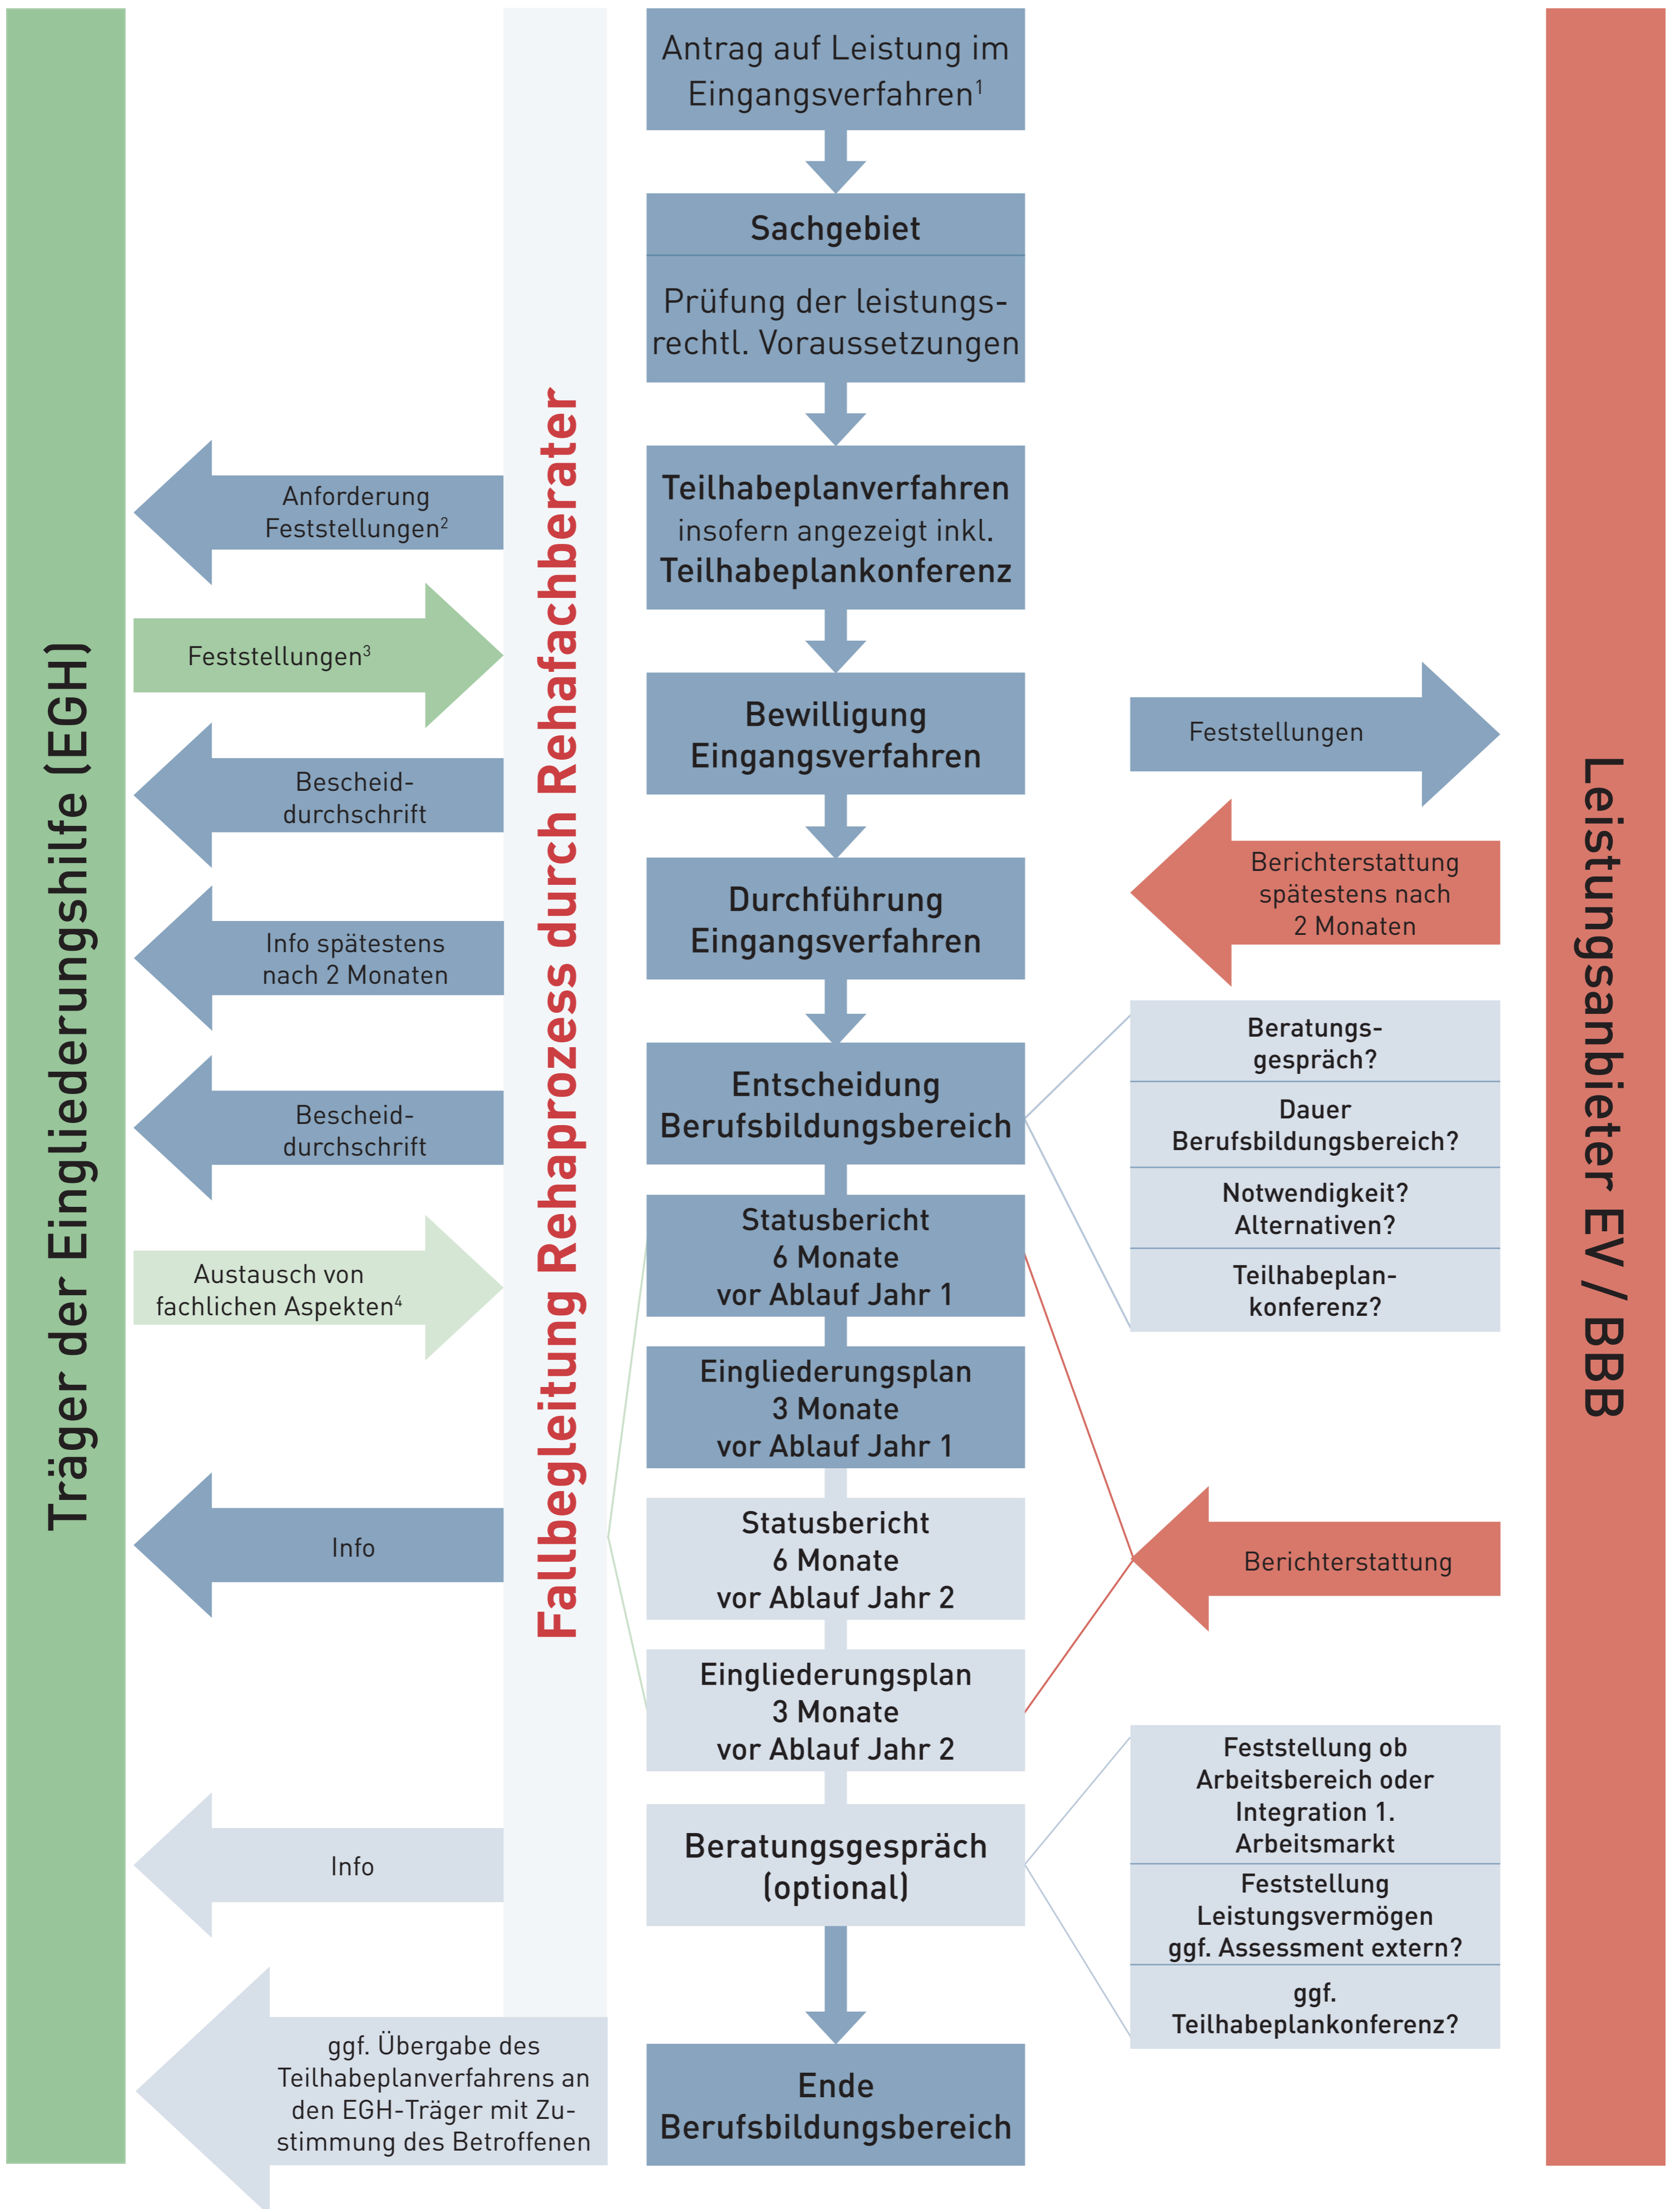 Träger der Eingliederungshilfe (EGH)
Anforderung
Feststellungen²
Feststellungen³
Bescheid-
durchschrift
Info spätestens
nach 2 Monaten
Bescheid-
durchschrift
Austausch von
fachlichen Aspekten⁴
Info
Info
ggf. Übergabe des
Teilhabeplanverfahrens an
den EGH-Träger mit Zu-
stimmung des Betroffenen
Fallbegleitung Rehaprozess durch Rehafachberater
Antrag auf Leistung im
Eingangsverfahren¹
Sachgebiet
Prüfung der leistungs-
rechtl. Voraussetzungen
Teilhabeplanverfahren
insofern angezeigt inkl.
Teilhabeplankonferenz
Bewilligung
Eingangsverfahren
Durchführung
Eingangsverfahren
Entscheidung
Berufsbildungsbereich
Statusbericht
6 Monate
vor Ablauf Jahr 1
Eingliederungsplan
3 Monate
vor Ablauf Jahr 1
Statusbericht
6 Monate
vor Ablauf Jahr 2
Eingliederungsplan
3 Monate
vor Ablauf Jahr 2
Beratungsgespräch
(optional)
Ende
Berufsbildungsbereich
Feststellungen
Berichterstattung
spätestens nach
2 Monaten
Beratungs-
gespräch?
Dauer
Berufsbildungsbereich?
Notwendigkeit?
Alternativen?
Teilhabeplan-
konferenz?
Berichterstattung
Feststellung ob
Arbeitsbereich oder
Integration 1.
Arbeitsmarkt
Feststellung
Leistungsvermögen
ggf. Assessment extern?
ggf.
Teilhabeplankonferenz?
Leistungsanbieter EV / BBB